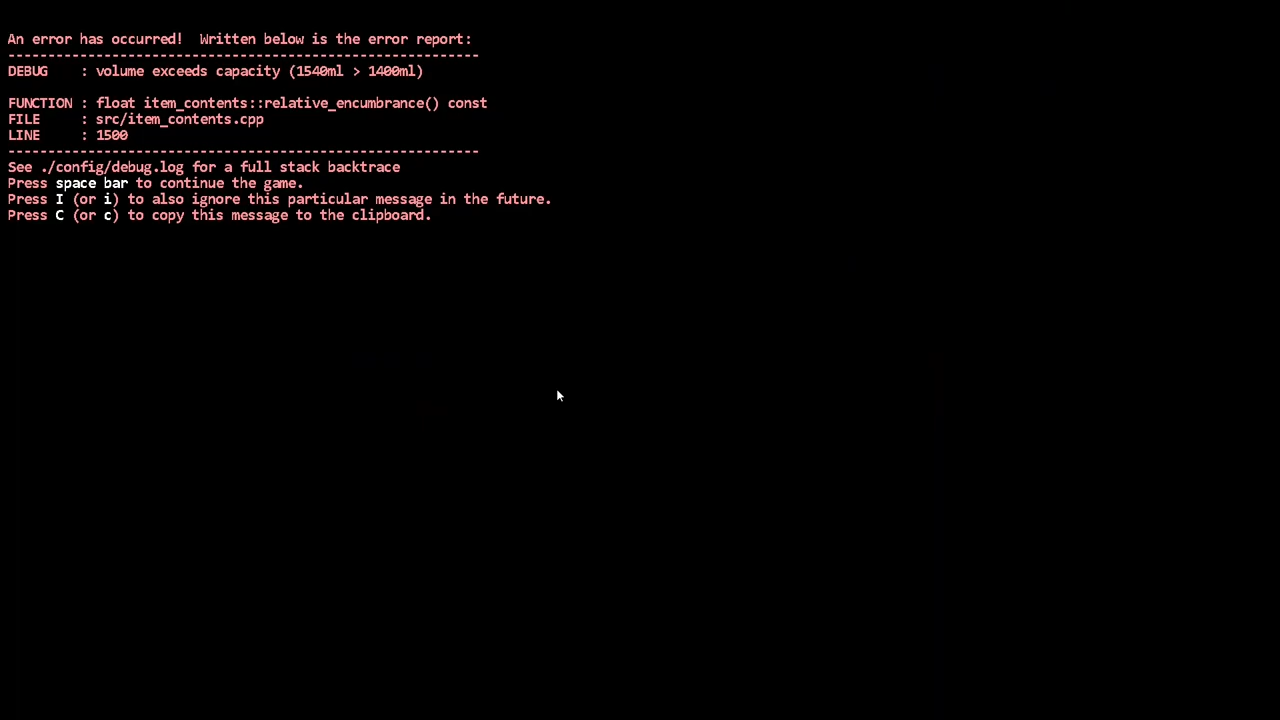 An error has occurred!  Written below is the error report:
-----------------------------------------------------------
DEBUG    : volume exceeds capacity (1540ml > 1400ml)
FUNCTION : float item_contents::relative_encumbrance() const
FILE     : src/item_contents.cpp
LINE     : 1500
-----------------------------------------------------------
See ./config/debug.log for a full stack backtrace
Press space bar to continue the game.
Press I (or i) to also ignore this particular message in the future.
Press C (or c) to copy this message to the clipboard.